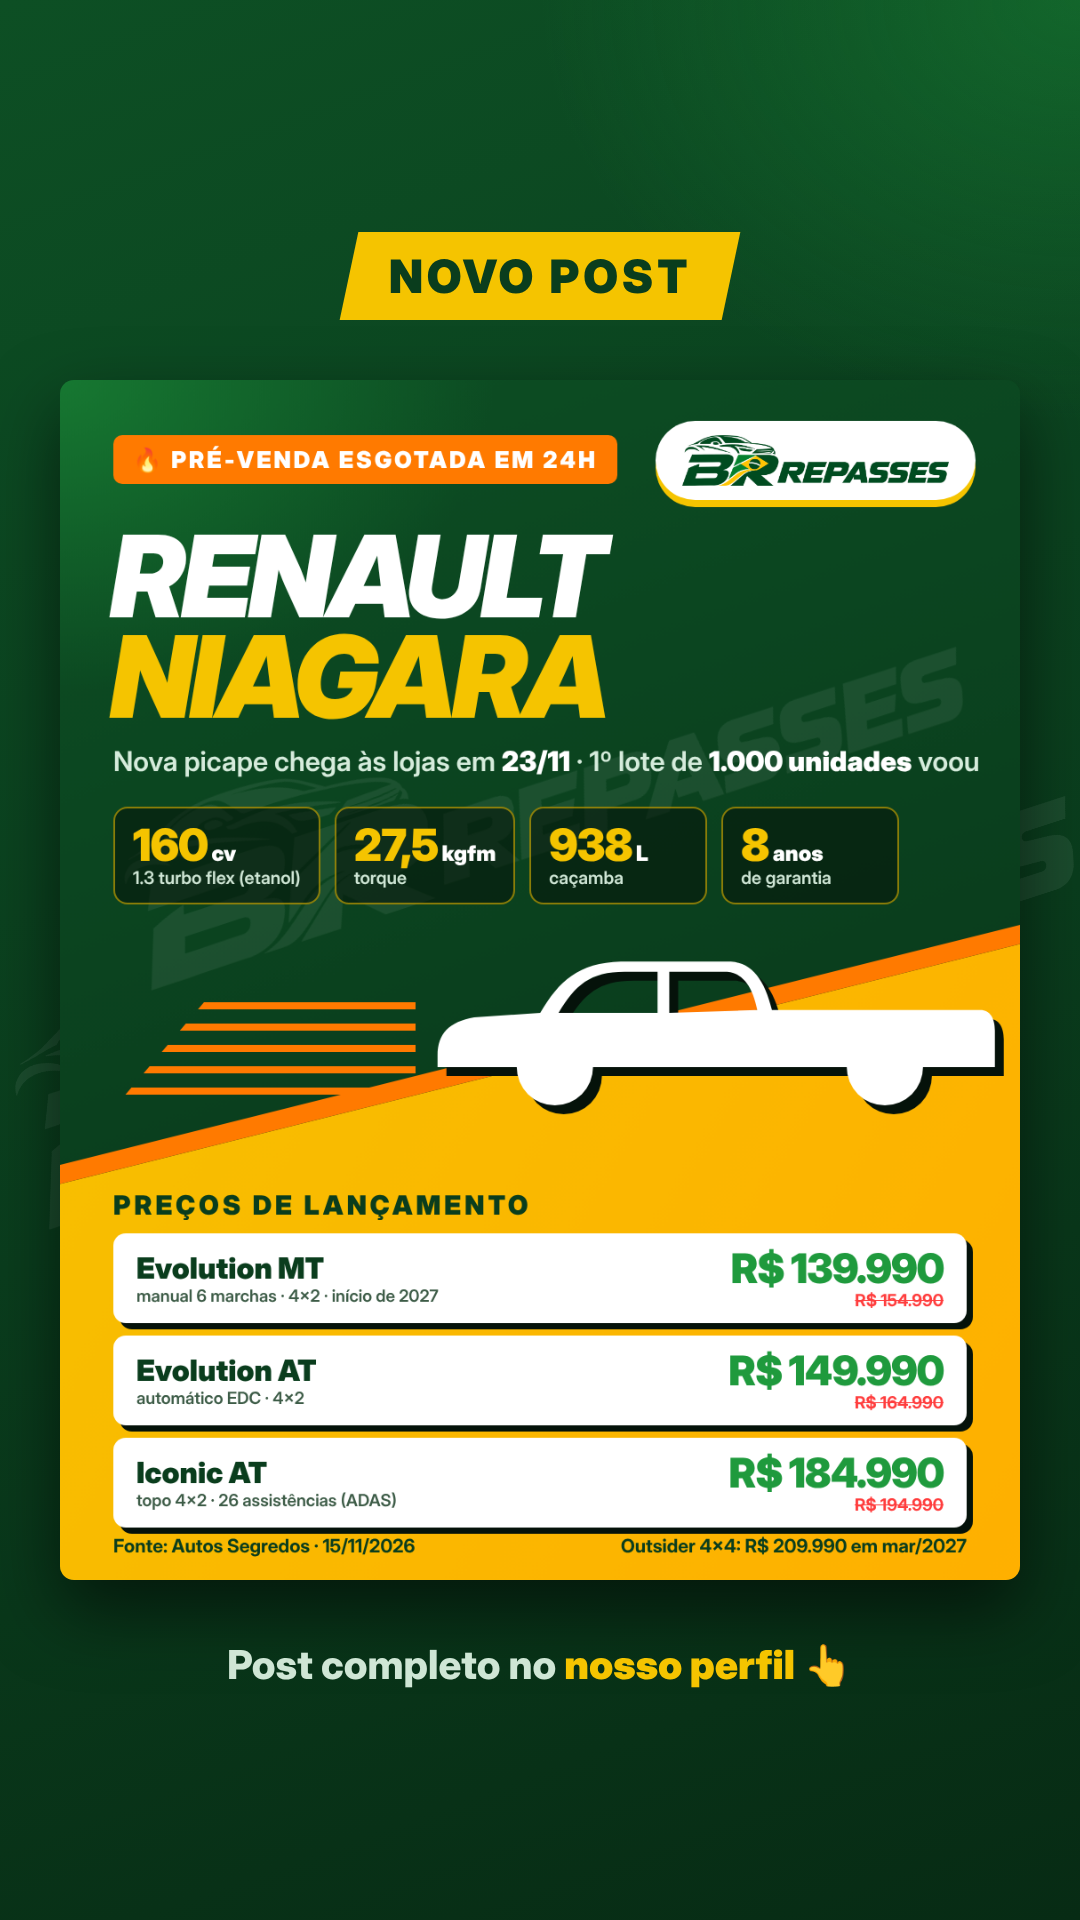 NOVO POST
🔥 PRÉ-VENDA ESGOTADA EM 24H
BR REPASSES
RENAULT
NIAGARA
Nova picape chega às lojas em 23/11 · 1º lote de 1.000 unidades voou
160 cv
1.3 turbo flex (etanol)
27,5 kgfm
torque
938 L
caçamba
8 anos
de garantia
BR REPASSES
PREÇOS DE LANÇAMENTO
Evolution MT
manual 6 marchas · 4×2 · início de 2027
R$ 139.990
R$ 154.990
Evolution AT
automático EDC · 4×2
R$ 149.990
R$ 164.990
Iconic AT
topo 4×2 · 26 assistências (ADAS)
R$ 184.990
R$ 194.990
Fonte: Autos Segredos · 15/11/2026
Outsider 4×4: R$ 209.990 em mar/2027
Post completo no nosso perfil 👆